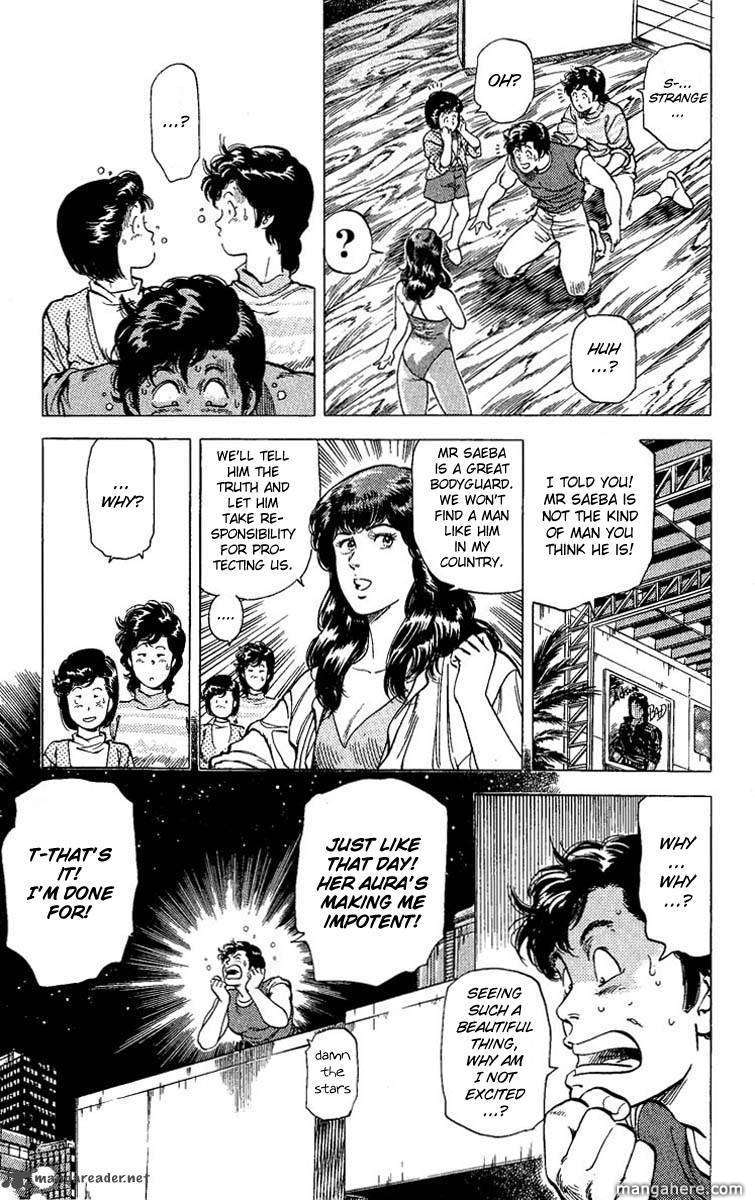 S-...
STRANGE
...
OH?
?
HUH
...?
...?
I TOLD YOU!
MR SAEBA IS
NOT THE KIND
OF MAN YOU
THINK HE IS!
BAD
MR SAEBA
IS A GREAT
BODYGUARD.
WE WON'T
FIND A MAN
LIKE HIM
IN MY
COUNTRY.
WE'LL TELL
HIM THE
TRUTH AND
LET HIM
TAKE RE-
SPONSIBILITY
FOR PRO-
TECTING US.
....
...
WHY?
WHY
...
WHY
...?
SEEING
SUCH A
BEAUTIFUL
THING,
WHY AM
I NOT
EXCITED
...?
JUST LIKE
THAT DAY!
HER AURA'S
MAKING ME
IMPOTENT!
T-THAT'S
IT!
I'M DONE
FOR!
damn
the
stars
mangareader.net
mangahere.com